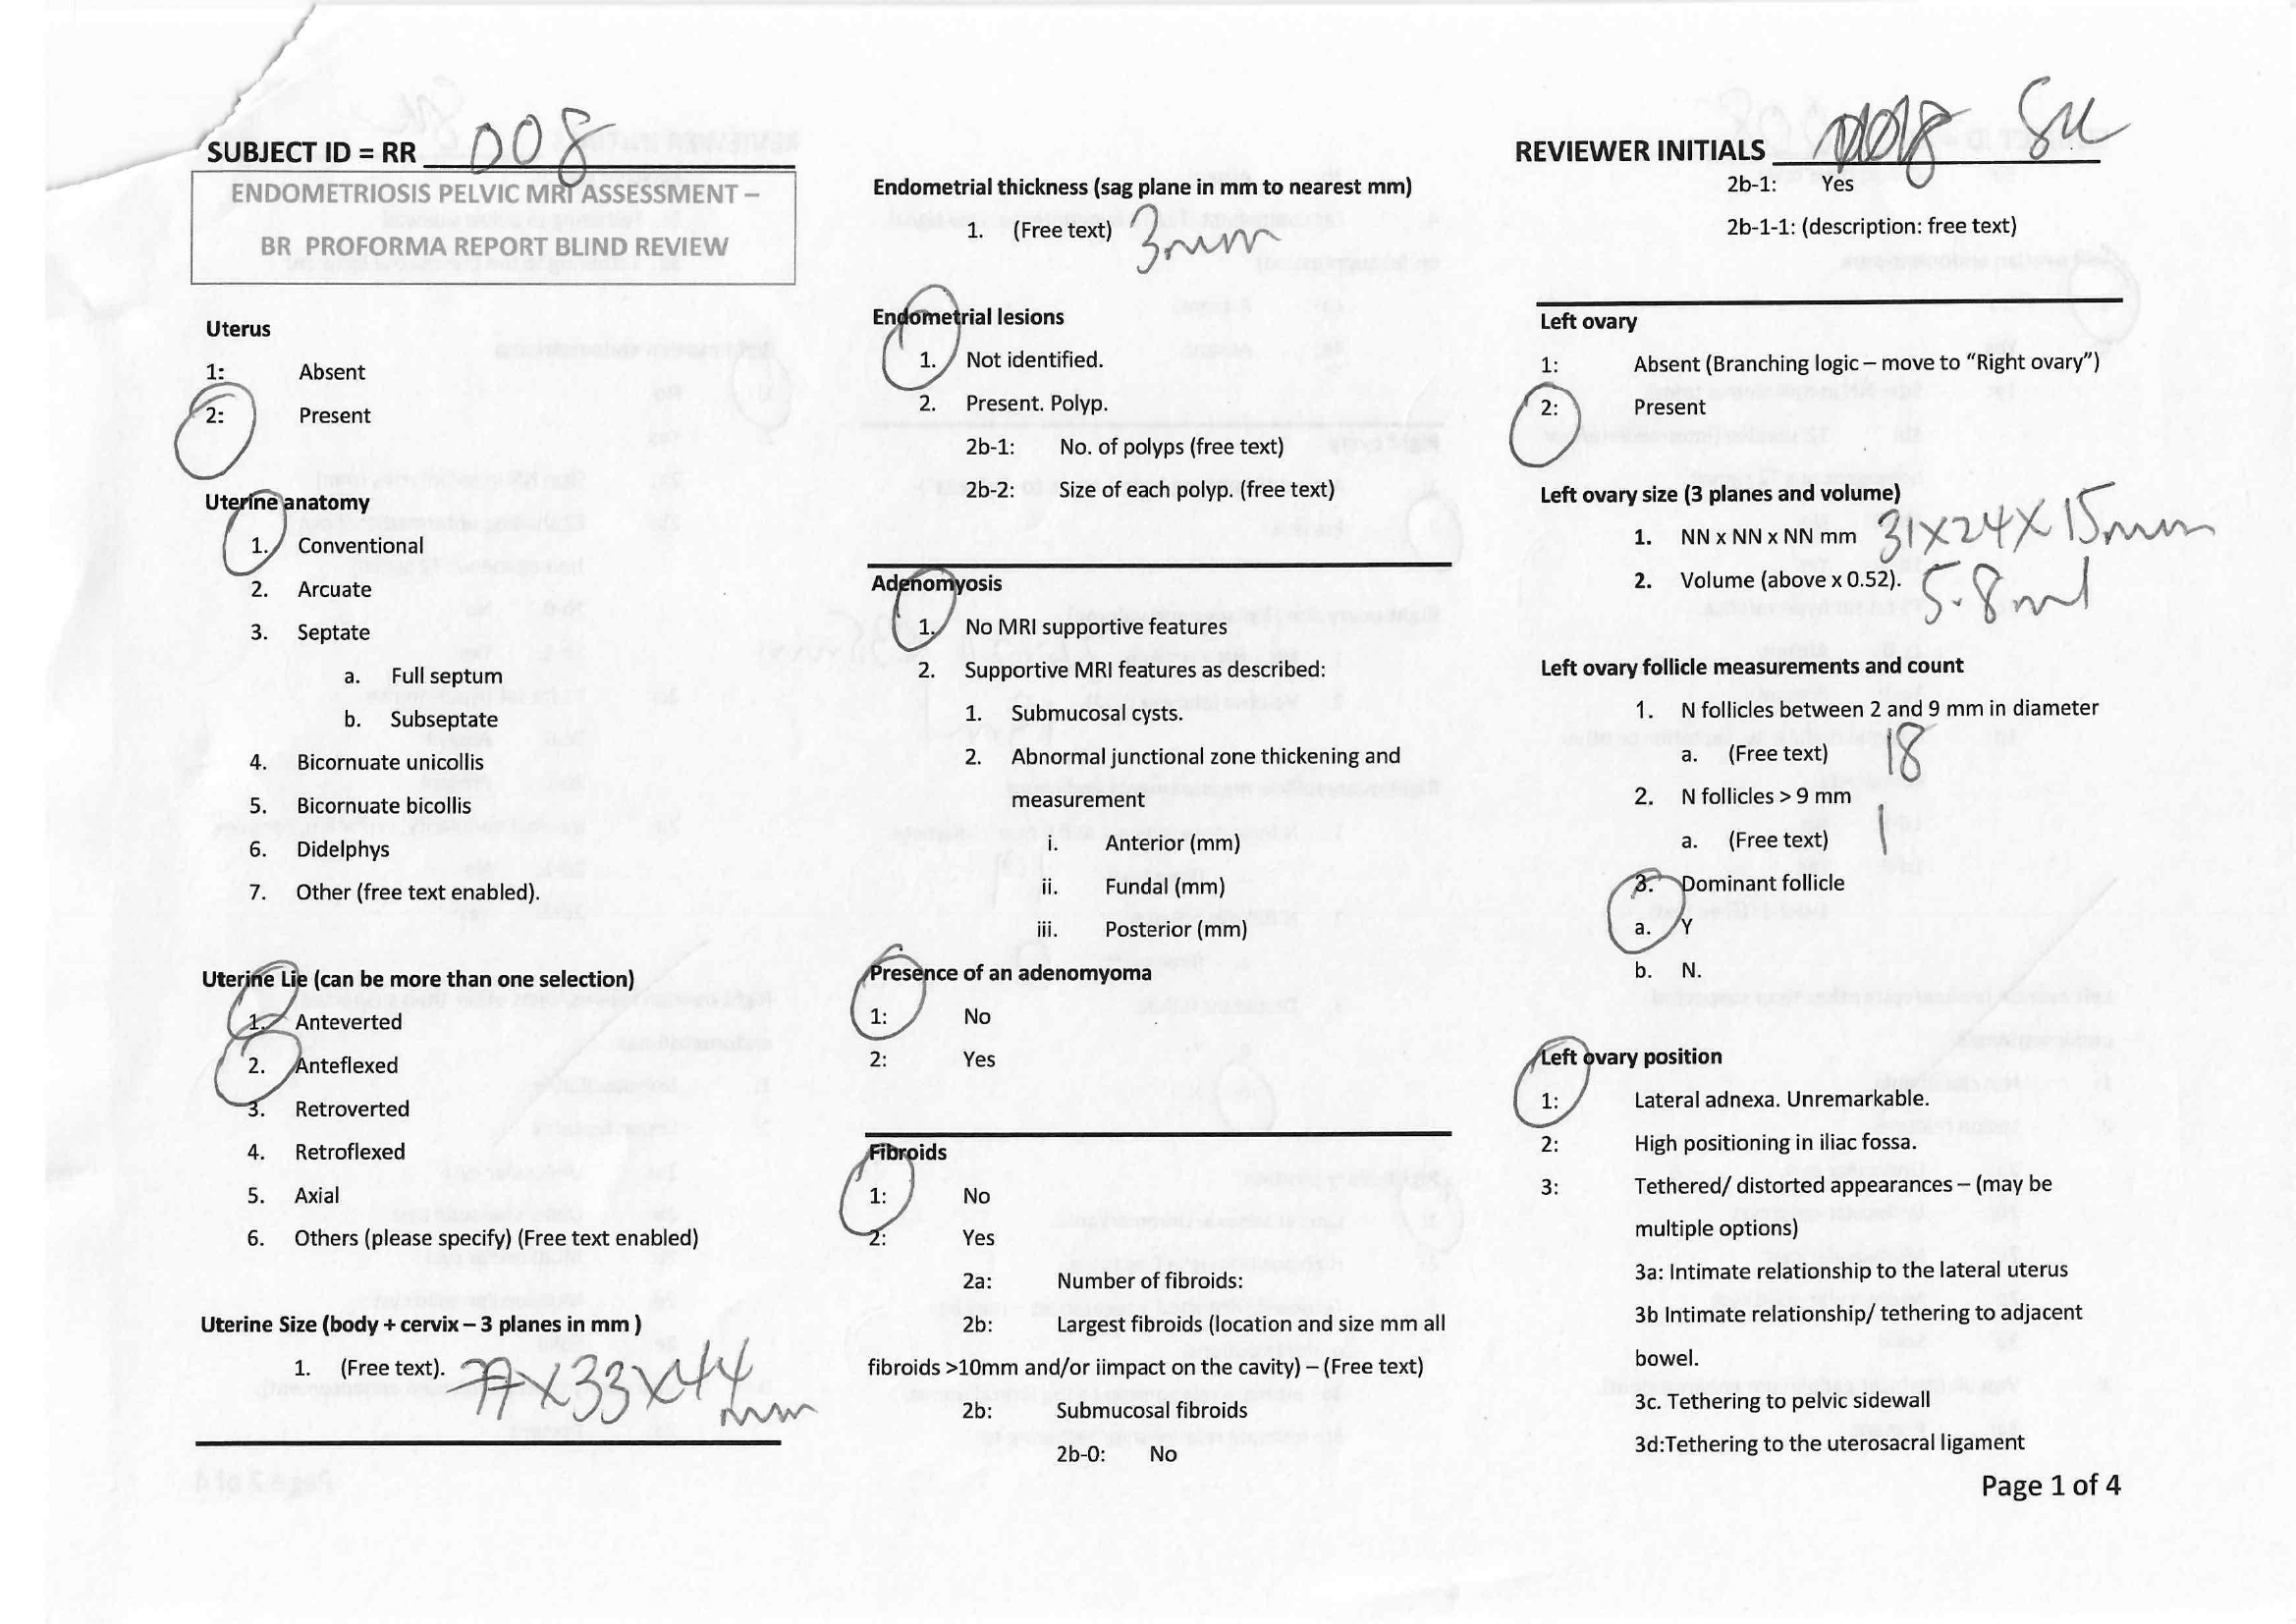 SUBJECT ID = RR 008
ENDOMETRIOSIS PELVIC MRI ASSESSMENT –
BR PROFORMA REPORT BLIND REVIEW
Uterus
1: Absent
2: Present
Uterine anatomy
1. Conventional
2. Arcuate
3. Septate
a. Full septum
b. Subseptate
4. Bicornuate unicollis
5. Bicornuate bicollis
6. Didelphys
7. Other (free text enabled).
Uterine Lie (can be more than one selection)
1. Anteverted
2. Anteflexed
3. Retroverted
4. Retroflexed
5. Axial
6. Others (please specify) (Free text enabled)
Uterine Size (body + cervix – 3 planes in mm )
1. (Free text). 77x33x44
mm
Endometrial thickness (sag plane in mm to nearest mm)
1. (Free text) 3mm
Endometrial lesions
1. Not identified.
2. Present. Polyp.
2b-1: No. of polyps (free text)
2b-2: Size of each polyp. (free text)
Adenomyosis
1. No MRI supportive features
2. Supportive MRI features as described:
1. Submucosal cysts.
2. Abnormal junctional zone thickening and
measurement
i. Anterior (mm)
ii. Fundal (mm)
iii. Posterior (mm)
Presence of an adenomyoma
1: No
2: Yes
Fibroids
1: No
2: Yes
2a: Number of fibroids:
2b: Largest fibroids (location and size mm all
fibroids >10mm and/or iimpact on the cavity) – (Free text)
2b: Submucosal fibroids
2b-0: No
REVIEWER INITIALS
2b-1: Yes
2b-1-1: (description: free text)
Left ovary
1: Absent (Branching logic – move to “Right ovary”)
2: Present
Left ovary size (3 planes and volume)
1. NN x NN x NN mm 31x24x15mm
2. Volume (above x 0.52). 5.8ml
Left ovary follicle measurements and count
1. N follicles between 2 and 9 mm in diameter
a. (Free text) 18
2. N follicles > 9 mm
a. (Free text) 1
3. Dominant follicle
a. Y
b. N.
Left ovary position
1: Lateral adnexa. Unremarkable.
2: High positioning in iliac fossa.
3: Tethered/ distorted appearances – (may be
multiple options)
3a: Intimate relationship to the lateral uterus
3b Intimate relationship/ tethering to adjacent
bowel.
3c. Tethering to pelvic sidewall
3d:Tethering to the uterosacral ligament
Page 1 of 4